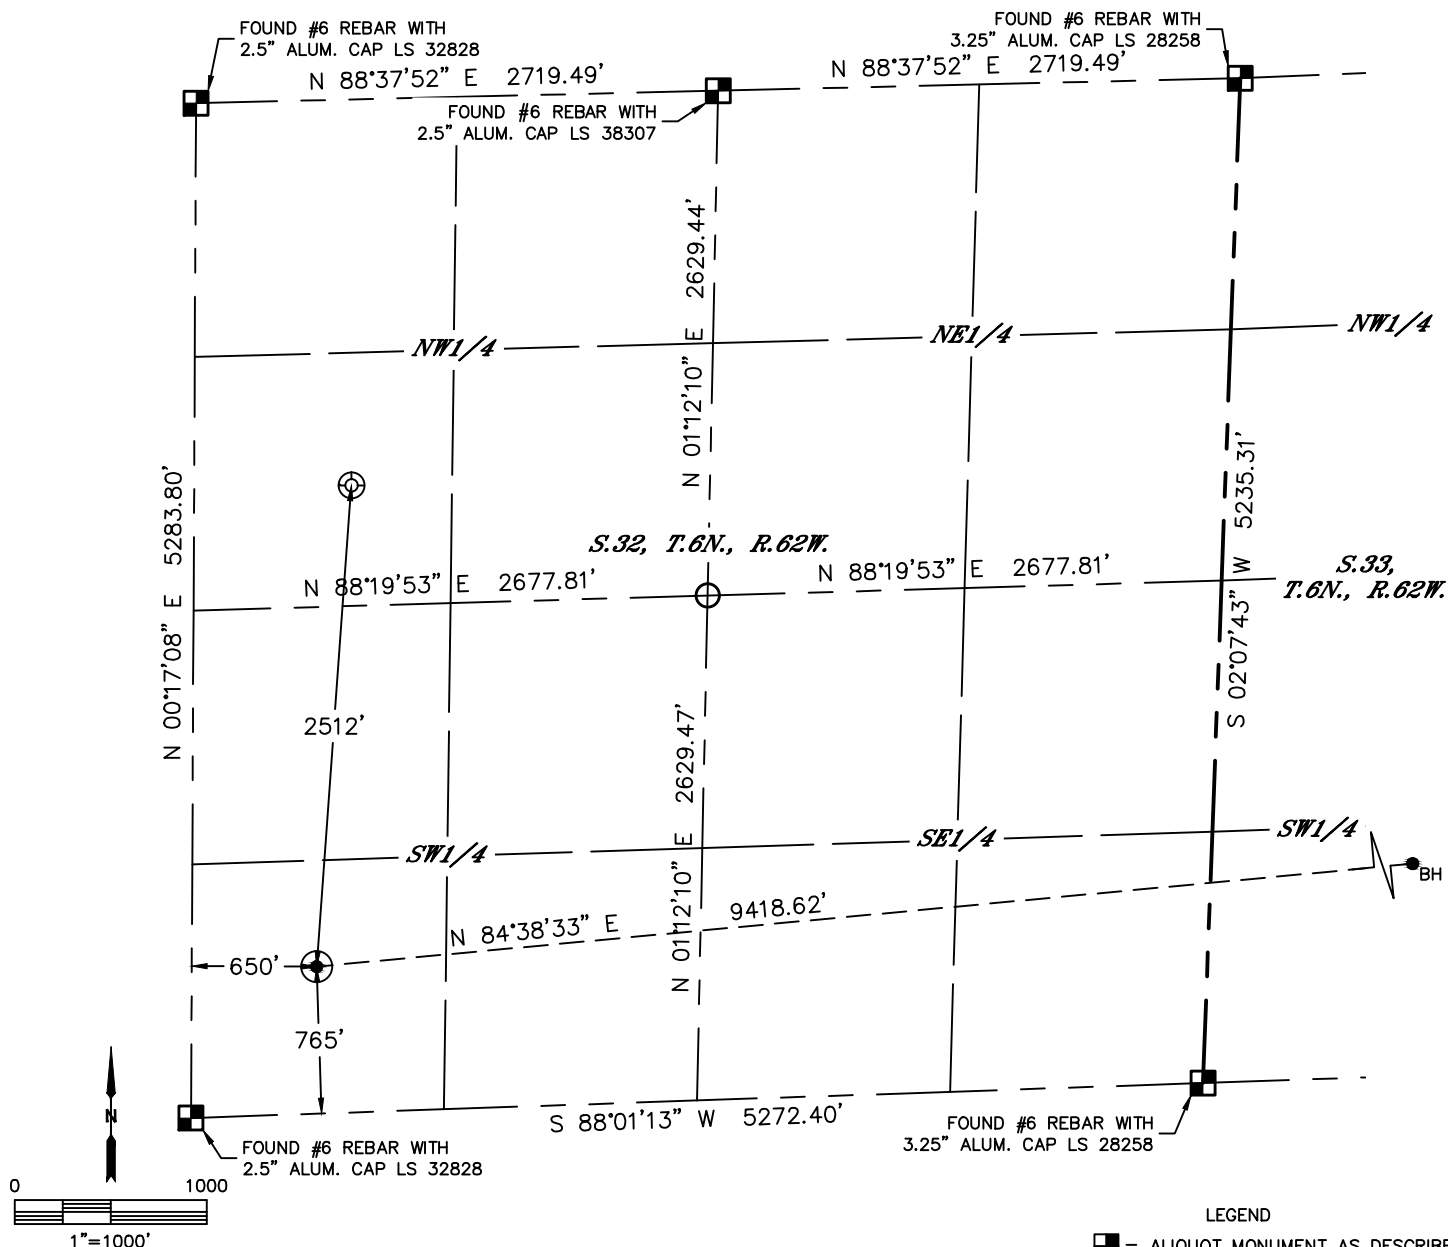 FOUND #6 REBAR WITH
2.5" ALUM. CAP LS 32828
FOUND #6 REBAR WITH
3.25" ALUM. CAP LS 28258
N 88°37'52" E 2719.49'
N 88°37'52" E 2719.49'
FOUND #6 REBAR WITH
2.5" ALUM. CAP LS 38307
N 01°12'10" E 2629.44'
NW1/4
NE1/4
NW1/4
N 00°17'08" E 5283.80'
S 02°07'43" W 5235.31'
S.32, T.6N., R.62W.
N 88°19'53" E 2677.81'
N 88°19'53" E 2677.81'
S.33,
T.6N., R.62W.
2512'
N 01°12'10" E 2629.47'
SW1/4
SE1/4
SW1/4
BH
N 84°38'33" E 9418.62'
650'
765'
N
S 88°01'13" W 5272.40'
FOUND #6 REBAR WITH
2.5" ALUM. CAP LS 32828
FOUND #6 REBAR WITH
3.25" ALUM. CAP LS 28258
0 1000
1"=1000'
LEGEND
= ALIQUOT MONUMENT AS DESCRIBE